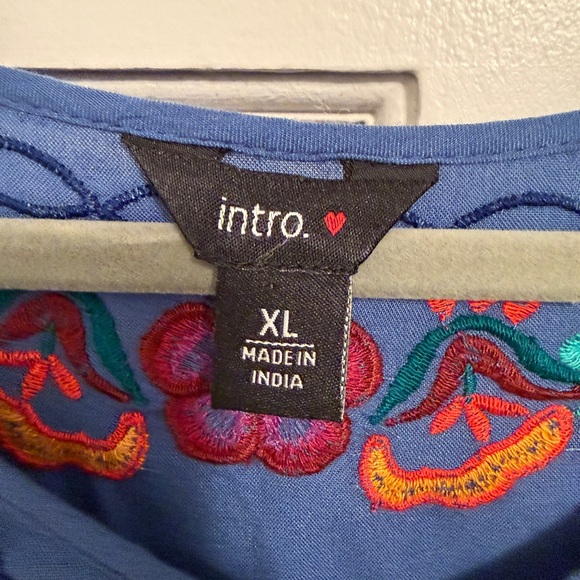 intro. ♥
XL
MADE IN
INDIA